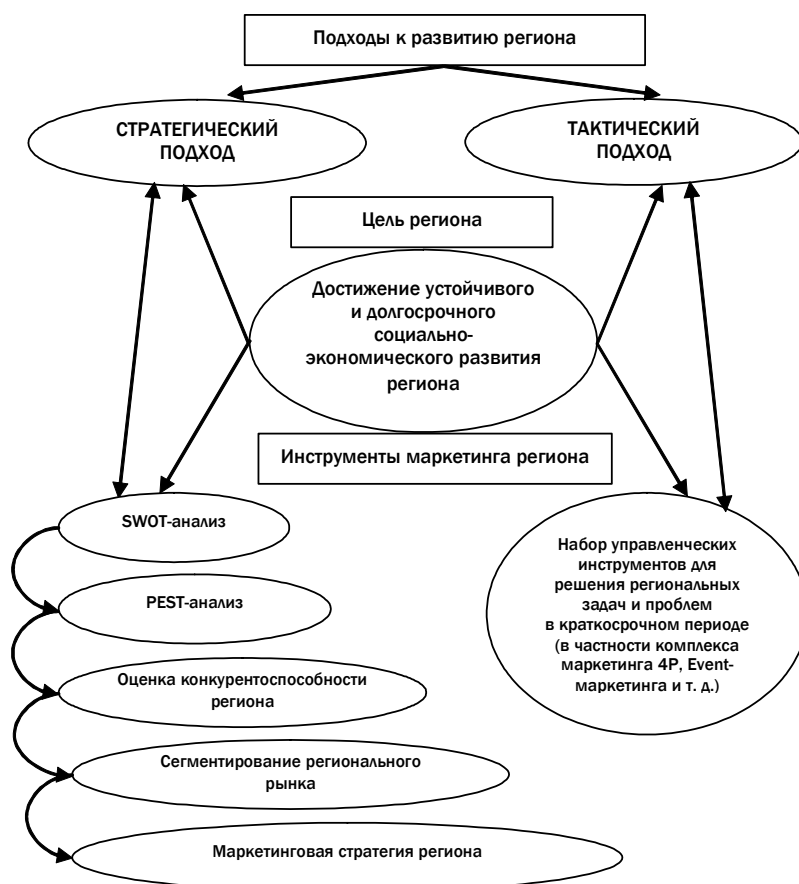 Подходы к развитию региона
СТРАТЕГИЧЕСКИЙ
ПОДХОД
ТАКТИЧЕСКИЙ
ПОДХОД
Цель региона
Достижение устойчивого
и долгосрочного
социально-
экономического развития
региона
Инструменты маркетинга региона
SWOT-анализ
PEST-анализ
Оценка конкурентоспособности
региона
Сегментирование регионального
рынка
Маркетинговая стратегия региона
Набор управленческих
инструментов для
решения региональных
задач и проблем
в краткосрочном периоде
(в частности комплекса
маркетинга 4P, Event-
маркетинга и т. д.)